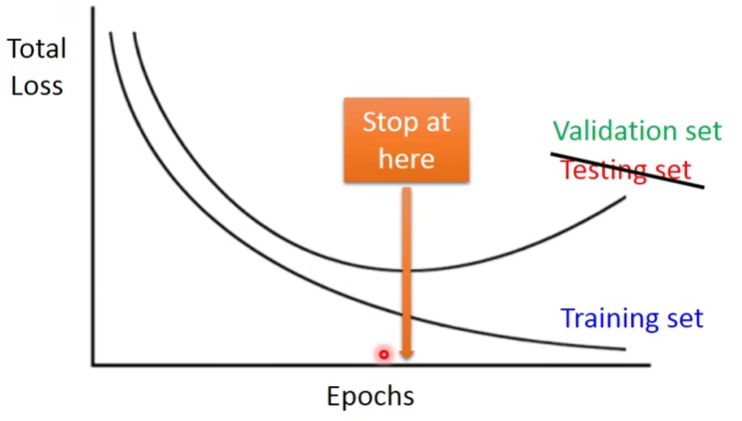 Total
Loss
Stop at
here
Validation set
Testing set
Training set
Epochs